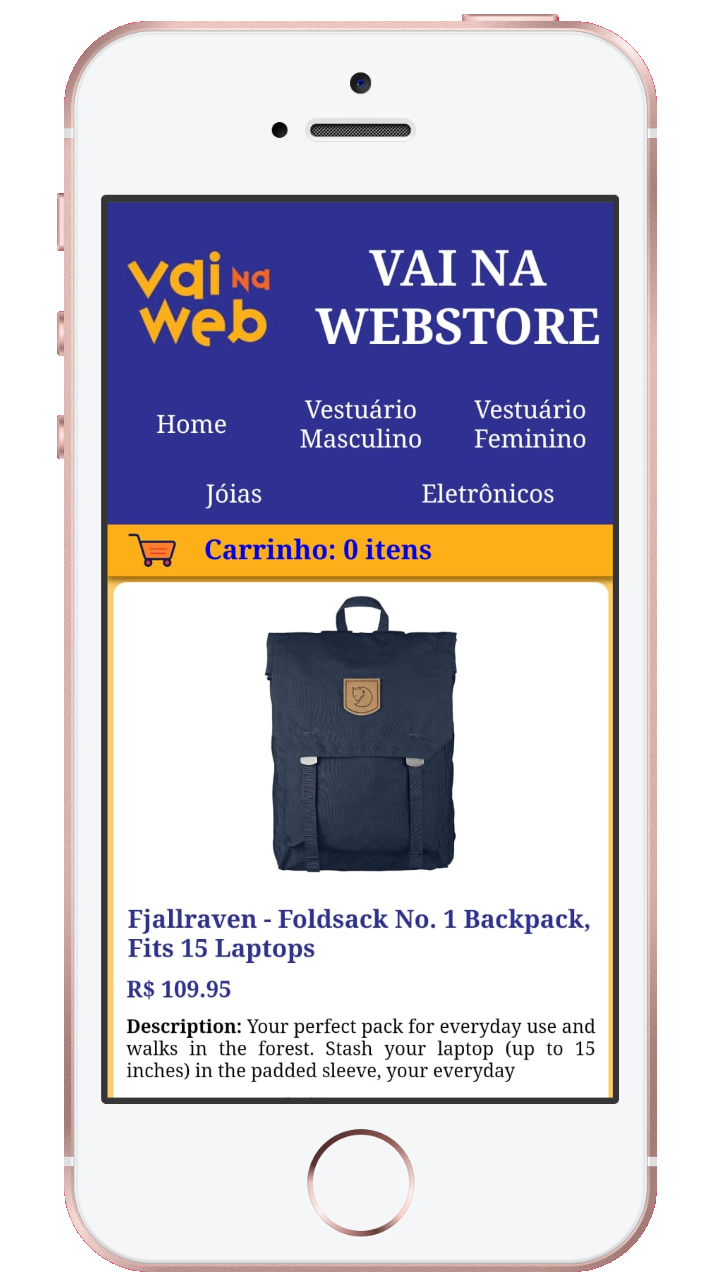 vai NA
web
VAI NA
WEBSTORE
Home
Vestuário
Masculino
Vestuário
Feminino
Jóias
Eletrônicos
Carrinho: 0 itens
Fjallraven - Foldsack No. 1 Backpack,
Fits 15 Laptops
R$ 109.95
Description: Your perfect pack for everyday use and
walks in the forest. Stash your laptop (up to 15
inches) in the padded sleeve, your everyday